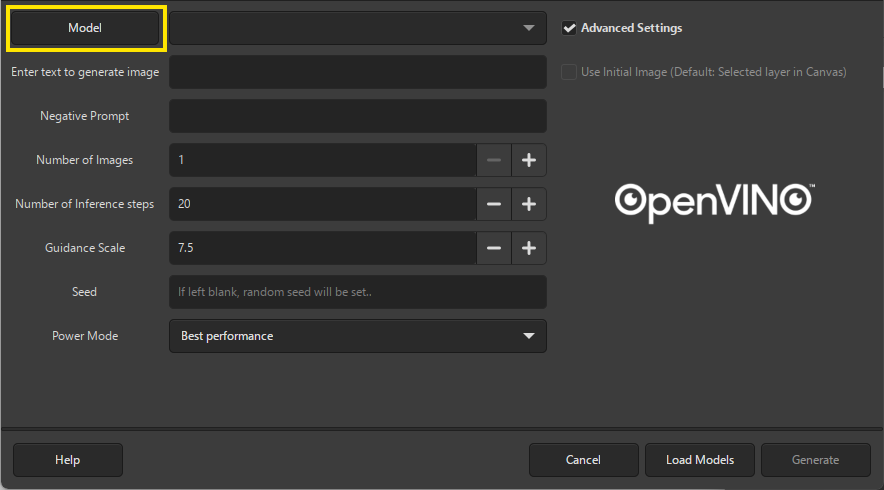 Model
Advanced Settings
Enter text to generate image
Use Initial Image (Default: Selected layer in Canvas)
Negative Prompt
Number of Images
1
Number of Inference steps
20
OpenVINO™
Guidance Scale
7.5
Seed
If left blank, random seed will be set..
Power Mode
Best performance
Help
Cancel
Load Models
Generate